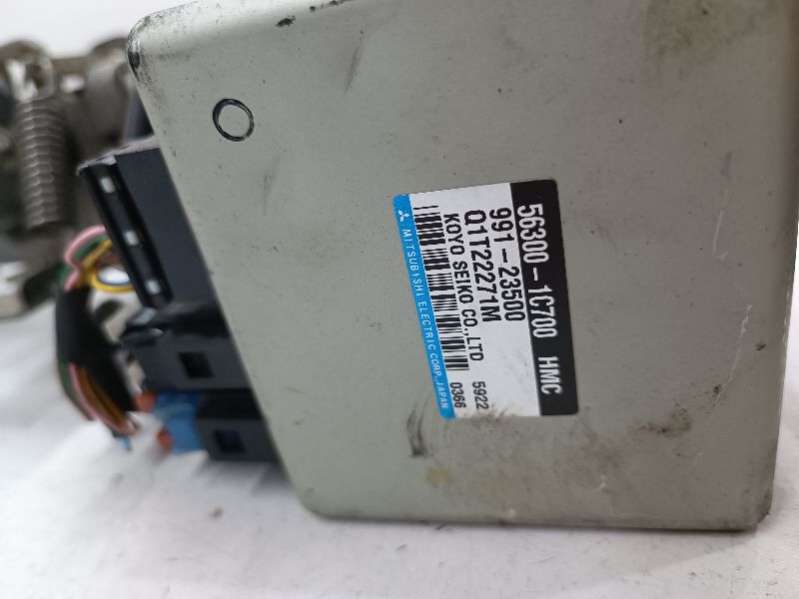 56300-1C700 HMC
991-23500
Q1T22271M
KOYO SEIKO CO.,LTD 5922
0366
MITSUBISHI ELECTRIC CORP. JAPAN